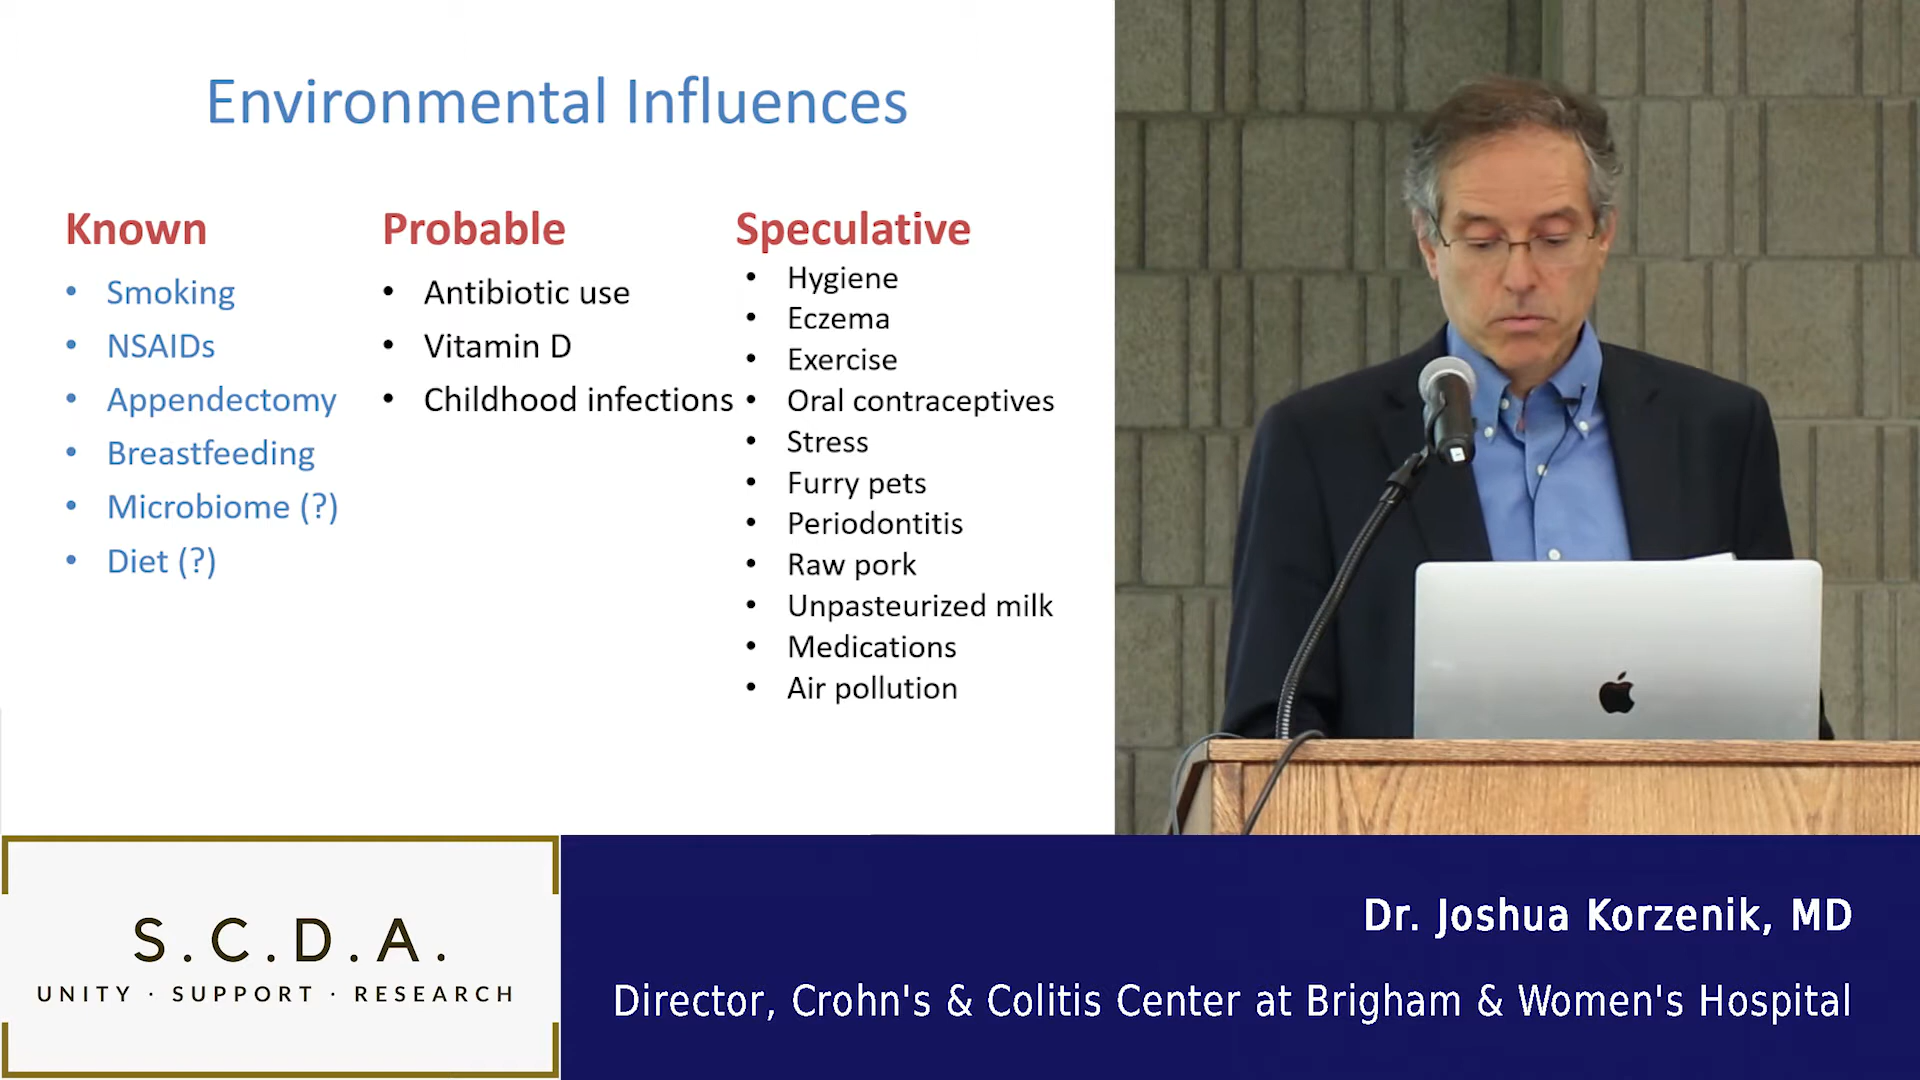 Environmental Influences
Known
• Smoking
• NSAIDs
• Appendectomy
• Breastfeeding
• Microbiome (?)
• Diet (?)
Probable
• Antibiotic use
• Vitamin D
• Childhood infections
Speculative
• Hygiene
• Eczema
• Exercise
• Oral contraceptives
• Stress
• Furry pets
• Periodontitis
• Raw pork
• Unpasteurized milk
• Medications
• Air pollution
S.C.D.A.
UNITY · SUPPORT · RESEARCH
Dr. Joshua Korzenik, MD
Director, Crohn's & Colitis Center at Brigham & Women's Hospital